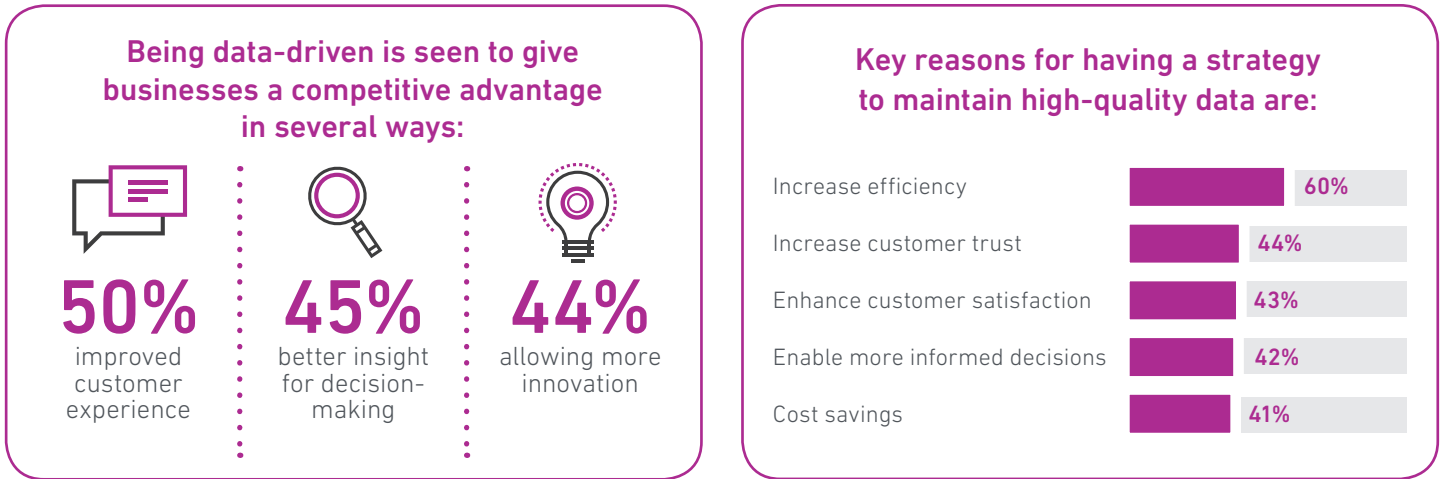 Being data-driven is seen to give
businesses a competitive advantage
in several ways:
50%
improved
customer
experience
45%
better insight
for decision-
making
44%
allowing more
innovation
Key reasons for having a strategy
to maintain high-quality data are:
Increase efficiency 60%
Increase customer trust 44%
Enhance customer satisfaction 43%
Enable more informed decisions 42%
Cost savings 41%